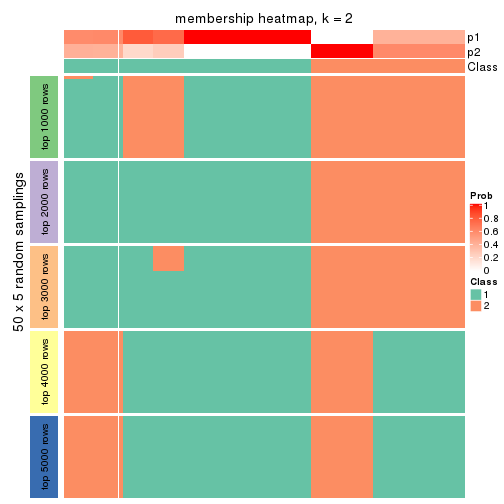 membership heatmap, k = 2
p1
p2
Class
50 x 5 random samplings
top 1000 rows
top 2000 rows
top 3000 rows
top 4000 rows
top 5000 rows
Prob
1
0.8
0.6
0.4
0.2
0
Class
1
2